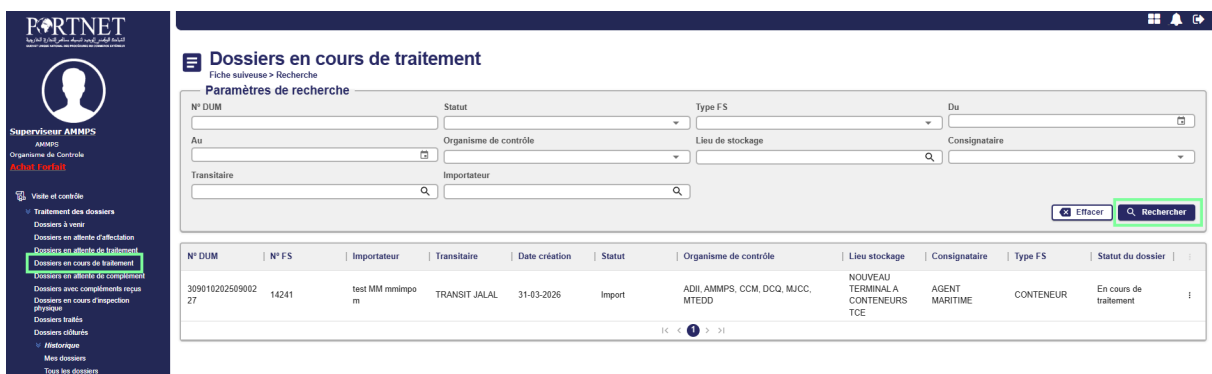 PORTNET
Superviseur AMMPS
AMMPS
Organisme de Controle
Achat Forfait
Visite et contrôle
Traitement des dossiers
Dossiers à venir
Dossiers en attente d'affectation
Dossiers en attente de traitement
Dossiers en cours de traitement
Dossiers en attente de complément
Dossiers avec compléments reçus
Dossiers en cours d'inspection
physique
Dossiers traités
Dossiers clôturés
Historique
Mes dossiers
Tous les dossiers
Dossiers en cours de traitement
Fiche suiveuse > Recherche
Paramètres de recherche
N° DUM Statut Type FS Du
Au Organisme de contrôle Lieu de stockage Consignataire
Transitaire Importateur
Effacer Rechercher
N° DUM N° FS Importateur Transitaire Date création Statut Organisme de contrôle Lieu stockage Consignataire Type FS Statut du dossier
309010202509002
27 14241 test MM mmimpo
m TRANSIT JALAL 31-03-2026 Import ADII, AMMPS, CCM, DCQ, MJCC,
MTEDD NOUVEAU
TERMINAL A
CONTENEURS
TCE AGENT
MARITIME CONTENEUR En cours de
traitement
1